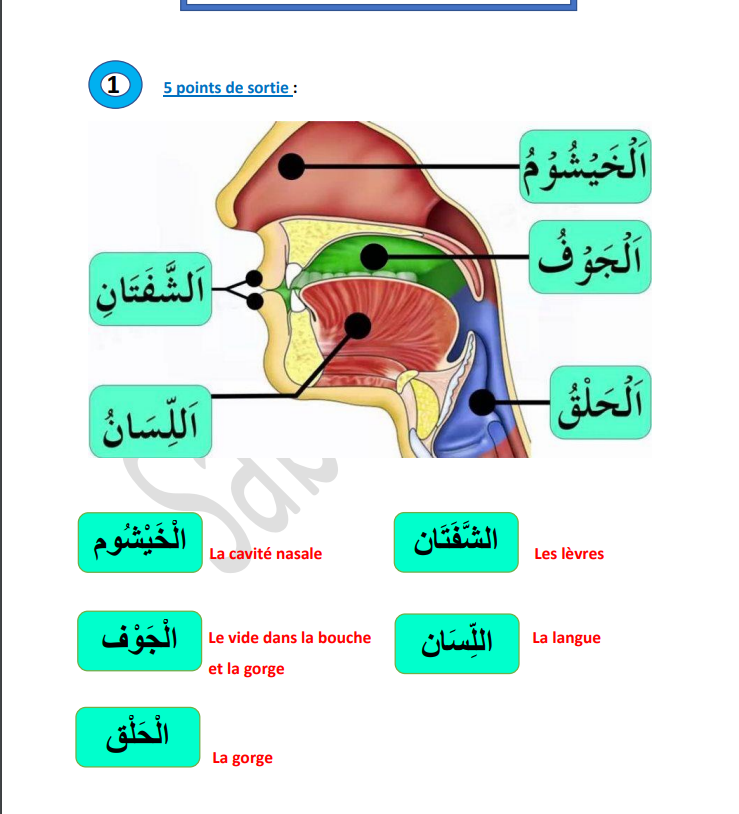 1
5 points de sortie :
اَلْخَيْشُوْمُ
اَلْجَوْفُ
اَلشَّفَتَانِ
اَلْحَلْقُ
اَللِّسَانُ
الْخَيْشُوم
La cavité nasale
الشَّفَتَان
Les lèvres
الْجَوْف
Le vide dans la bouche
et la gorge
اللِّسَان
La langue
الْحَلْق
La gorge